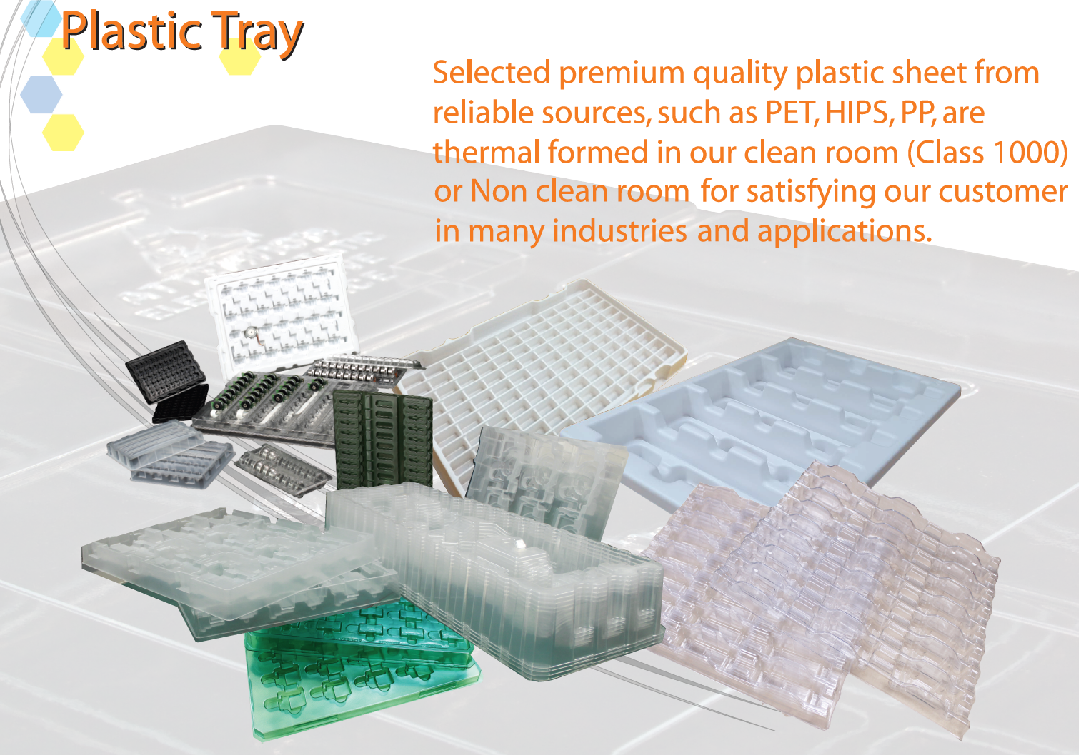 Plastic Tray
Selected premium quality plastic sheet from
reliable sources, such as PET, HIPS, PP, are
thermal formed in our clean room (Class 1000)
or Non clean room for satisfying our customer
in many industries and applications.